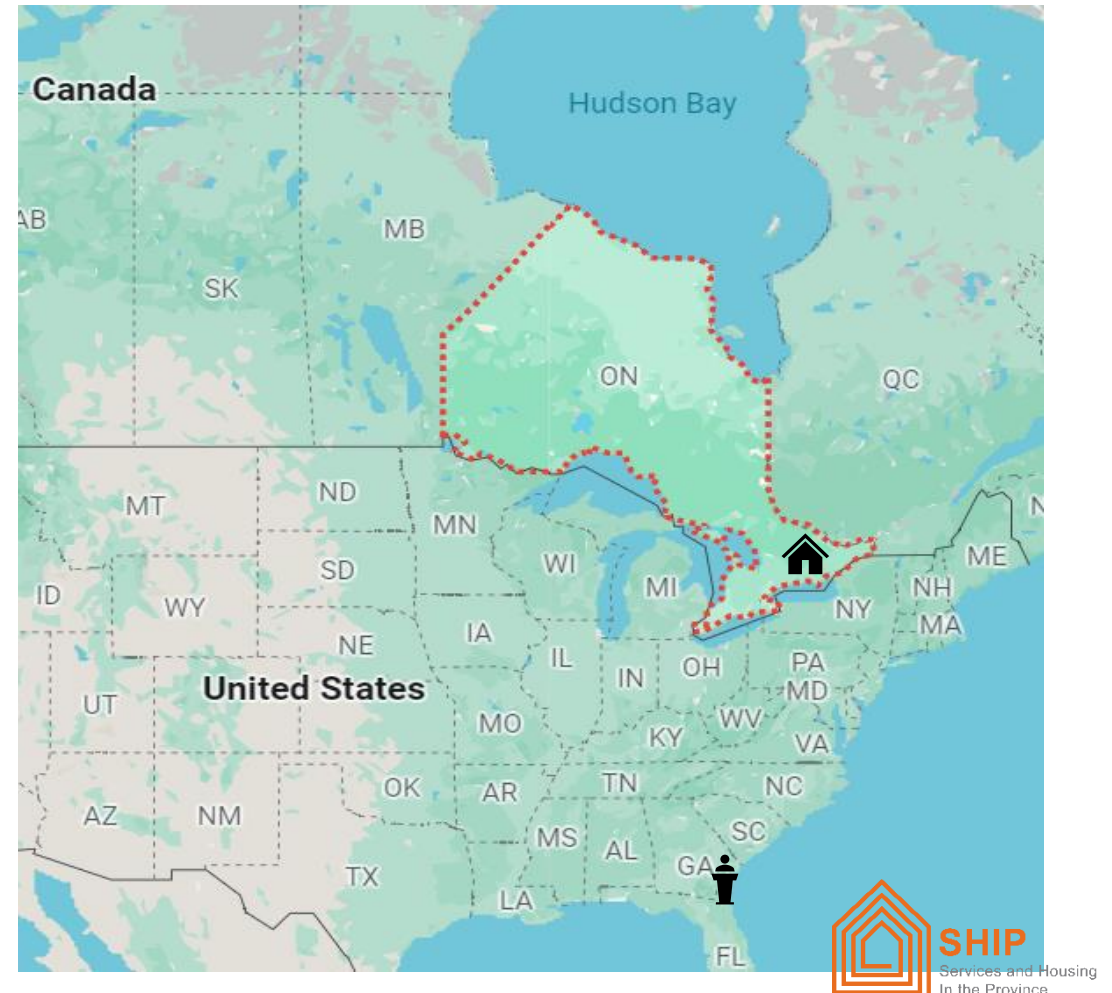 Canada
Hudson Bay
AB
MB
SK
ON
QC
MT
ND
MN
ME
ID
WY
SD
WI
MI
NH
NY
MA
NE
IA
IL
IN
OH
PA
MD
United States
UT
MO
KY
WV
VA
OK
AR
TN
NC
AZ
NM
MS
AL
SC
GA
TX
LA
FL
SHIP
Services and Housing
In the Province